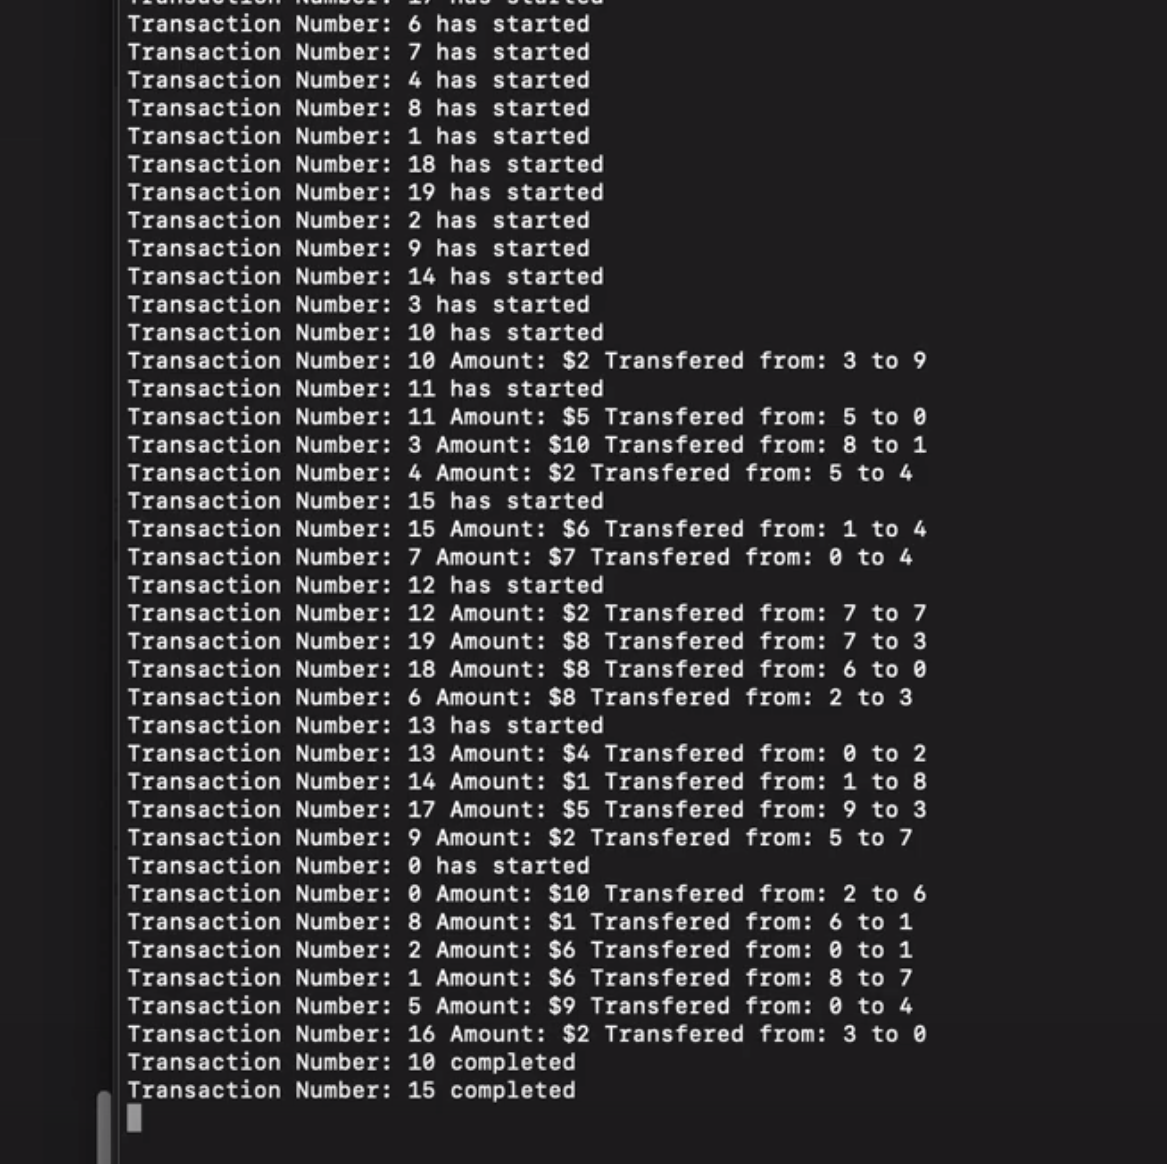 Transaction Number: 17 has started
Transaction Number: 6 has started
Transaction Number: 7 has started
Transaction Number: 4 has started
Transaction Number: 8 has started
Transaction Number: 1 has started
Transaction Number: 18 has started
Transaction Number: 19 has started
Transaction Number: 2 has started
Transaction Number: 9 has started
Transaction Number: 14 has started
Transaction Number: 3 has started
Transaction Number: 10 has started
Transaction Number: 10 Amount: $2 Transfered from: 3 to 9
Transaction Number: 11 has started
Transaction Number: 11 Amount: $5 Transfered from: 5 to 0
Transaction Number: 3 Amount: $10 Transfered from: 8 to 1
Transaction Number: 4 Amount: $2 Transfered from: 5 to 4
Transaction Number: 15 has started
Transaction Number: 15 Amount: $6 Transfered from: 1 to 4
Transaction Number: 7 Amount: $7 Transfered from: 0 to 4
Transaction Number: 12 has started
Transaction Number: 12 Amount: $2 Transfered from: 7 to 7
Transaction Number: 19 Amount: $8 Transfered from: 7 to 3
Transaction Number: 18 Amount: $8 Transfered from: 6 to 0
Transaction Number: 6 Amount: $8 Transfered from: 2 to 3
Transaction Number: 13 has started
Transaction Number: 13 Amount: $4 Transfered from: 0 to 2
Transaction Number: 14 Amount: $1 Transfered from: 1 to 8
Transaction Number: 17 Amount: $5 Transfered from: 9 to 3
Transaction Number: 9 Amount: $2 Transfered from: 5 to 7
Transaction Number: 0 has started
Transaction Number: 0 Amount: $10 Transfered from: 2 to 6
Transaction Number: 8 Amount: $1 Transfered from: 6 to 1
Transaction Number: 2 Amount: $6 Transfered from: 0 to 1
Transaction Number: 1 Amount: $6 Transfered from: 8 to 7
Transaction Number: 5 Amount: $9 Transfered from: 0 to 4
Transaction Number: 16 Amount: $2 Transfered from: 3 to 0
Transaction Number: 10 completed
Transaction Number: 15 completed